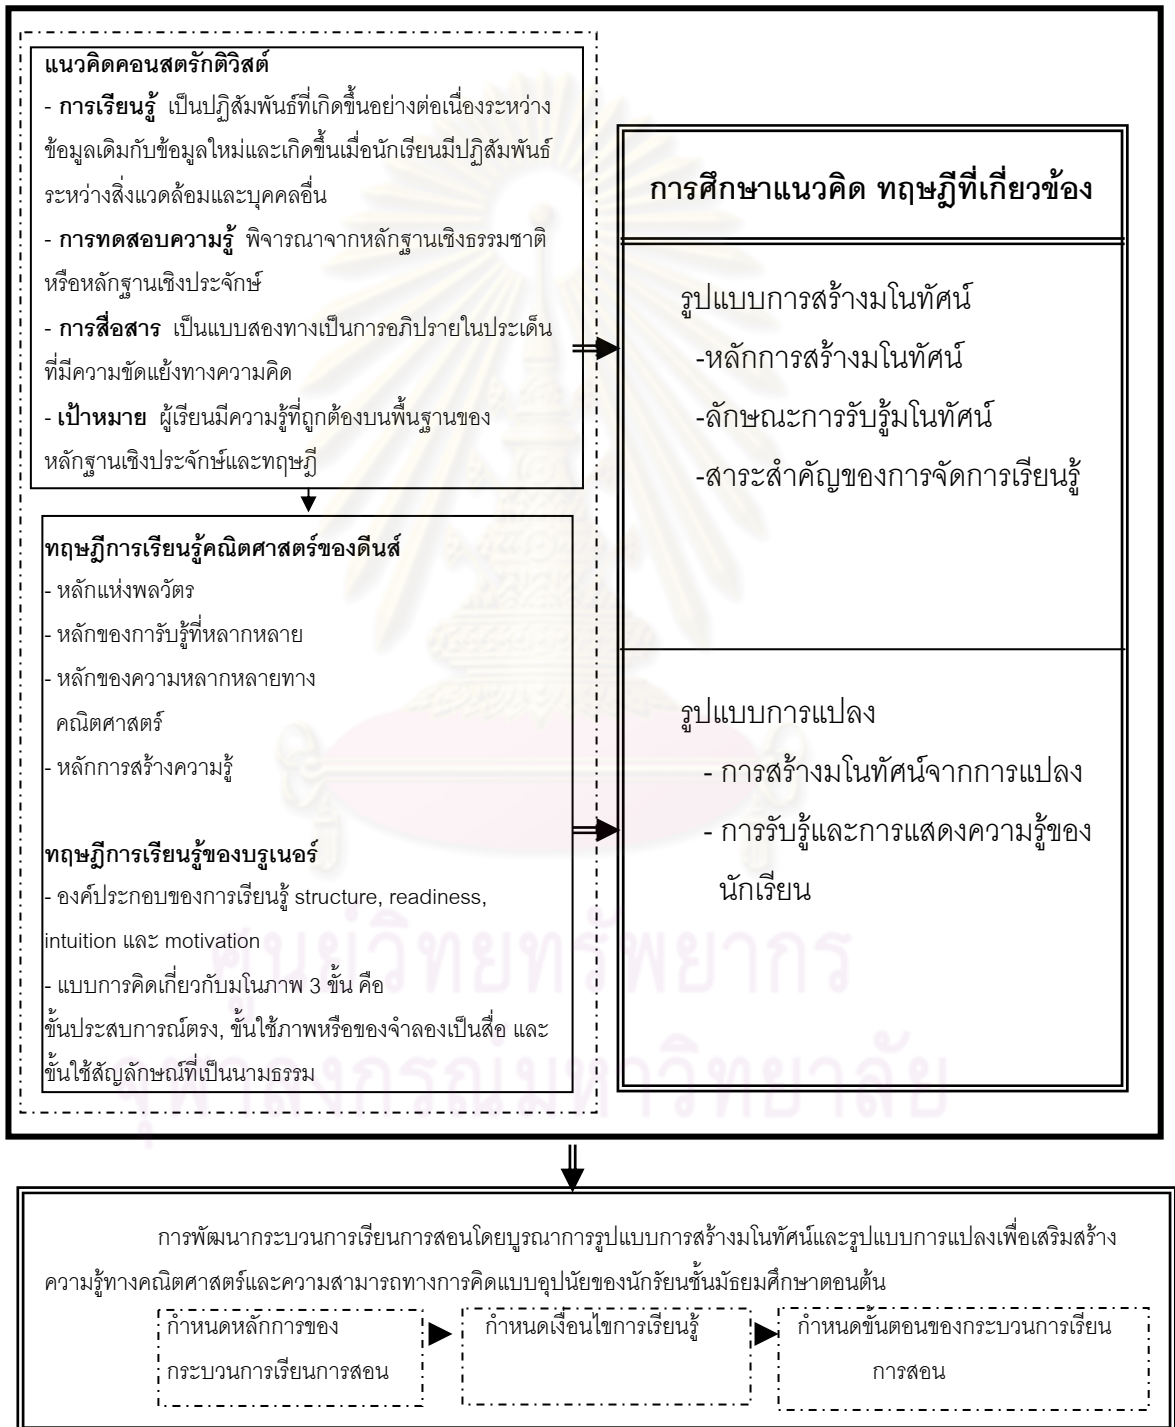 แนวคิดคอนสตรักติวิสต์
- การเรียนรู้ เป็นปฏิสัมพันธ์ที่เกิดขึ้นอย่างต่อเนื่องระหว่าง
ข้อมูลเดิมกับข้อมูลใหม่และเกิดขึ้นเมื่อนักเรียนมีปฏิสัมพันธ์
ระหว่างสิ่งแวดล้อมและบุคคลอื่น
- การทดสอบความรู้ พิจารณาจากหลักฐานเชิงธรรมชาติ
หรือหลักฐานเชิงประจักษ์
- การสื่อสาร เป็นแบบสองทางเป็นการอภิปรายในประเด็น
ที่มีความขัดแย้งทางความคิด
- เป้าหมาย ผู้เรียนมีความรู้ที่ถูกต้องบนพื้นฐานของ
หลักฐานเชิงประจักษ์และทฤษฎี
ทฤษฎีการเรียนรู้คณิตศาสตร์ของดีนส์
- หลักแห่งพลวัตร
- หลักของการับรู้ที่หลากหลาย
- หลักของความหลากหลายทาง
คณิตศาสตร์
- หลักการสร้างความรู้
ทฤษฎีการเรียนรู้ของบรูเนอร์
- องค์ประกอบของการเรียนรู้ structure, readiness,
intuition และ motivation
- แบบการคิดเกี่ยวกับมโนภาพ 3 ขั้น คือ
ขั้นประสบการณ์ตรง, ขั้นใช้ภาพหรือของจำลองเป็นสื่อ และ
ขั้นใช้สัญลักษณ์ที่เป็นนามธรรม
การศึกษาแนวคิด ทฤษฎีที่เกี่ยวข้อง
รูปแบบการสร้างมโนทัศน์
-หลักการสร้างมโนทัศน์
-ลักษณะการรับรู้มโนทัศน์
-สาระสำคัญของการจัดการเรียนรู้
รูปแบบการแปลง
- การสร้างมโนทัศน์จากการแปลง
- การรับรู้และการแสดงความรู้ของ
นักเรียน
ศูนย์วิทยทรัพยากร
จุฬาลงกรณ์มหาวิทยาลัย
การพัฒนากระบวนการเรียนการสอนโดยบูรณาการรูปแบบการสร้างมโนทัศน์และรูปแบบการแปลงเพื่อเสริมสร้าง
ความรู้ทางคณิตศาสตร์และความสามารถทางการคิดแบบอุปนัยของนักรัยนชั้นมัธยมศึกษาตอนต้น
กำหนดหลักการของ
กระบวนการเรียนการสอน
กำหนดเงื่อนไขการเรียนรู้
กำหนดขั้นตอนของกระบวนการเรียน
การสอน